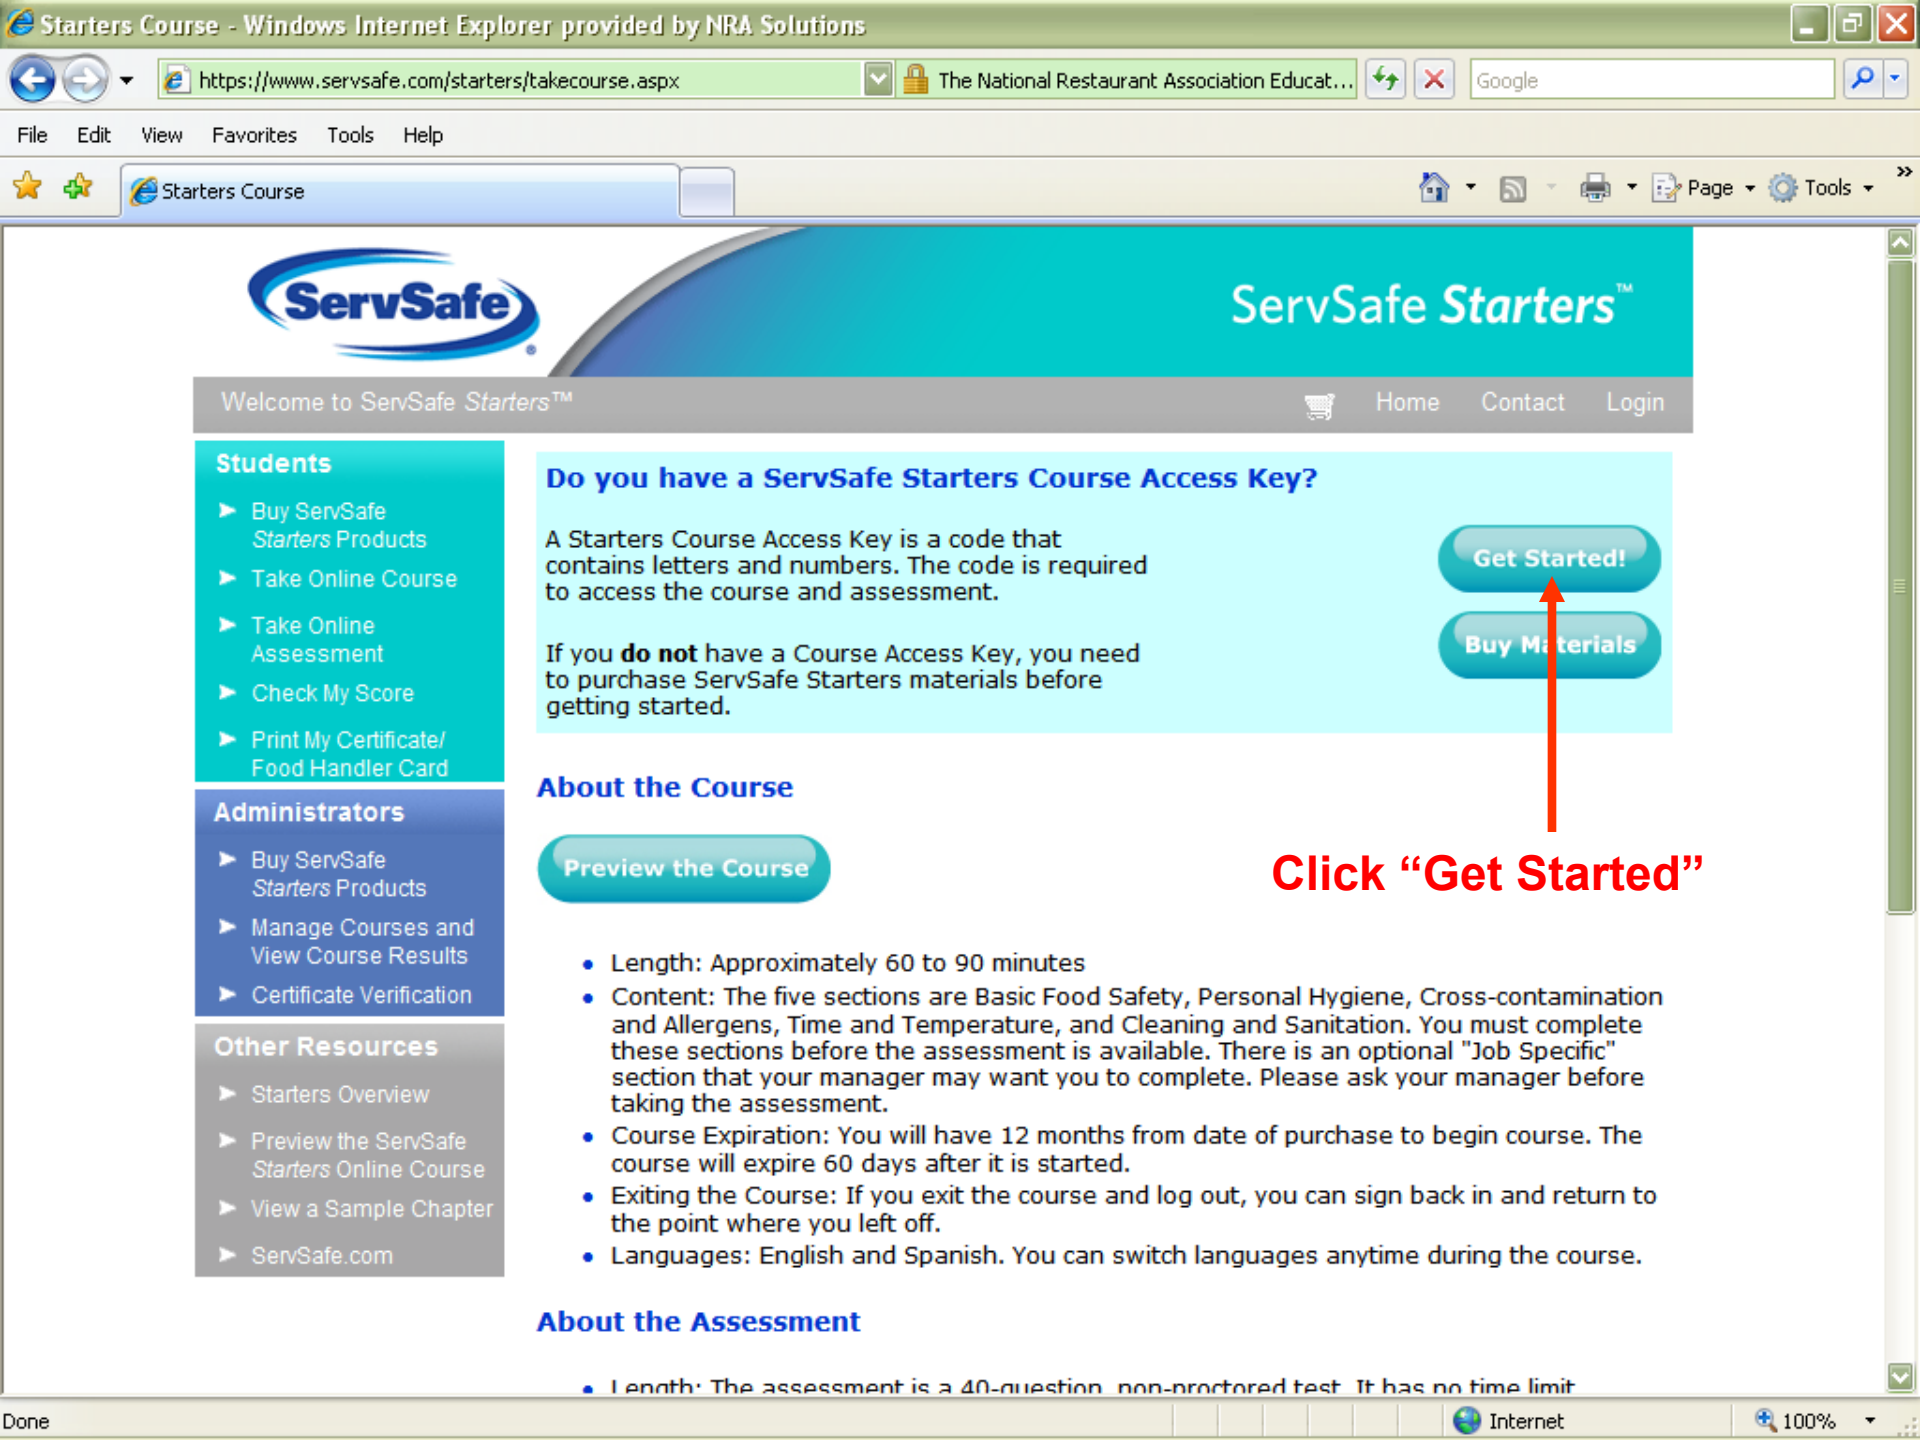 Starters Course - Windows Internet Explorer provided by NRA Solutions
https://www.servsafe.com/starters/takecourse.aspx
The National Restaurant Association Educat...
Google
File Edit View Favorites Tools Help
Starters Course
Page
Tools
»
ServSafe
®
ServSafe Starters™
Welcome to ServSafe Starters™
Home Contact Login
Students
Buy ServSafe
Starters Products
Take Online Course
Take Online
Assessment
Check My Score
Print My Certificate/
Food Handler Card
Administrators
Buy ServSafe
Starters Products
Manage Courses and
View Course Results
Certificate Verification
Other Resources
Starters Overview
Preview the ServSafe
Starters Online Course
View a Sample Chapter
ServSafe.com
Do you have a ServSafe Starters Course Access Key?
A Starters Course Access Key is a code that
contains letters and numbers. The code is required
to access the course and assessment.
If you do not have a Course Access Key, you need
to purchase ServSafe Starters materials before
getting started.
Get Started!
Buy Materials
Click “Get Started”
About the Course
Preview the Course
• Length: Approximately 60 to 90 minutes
• Content: The five sections are Basic Food Safety, Personal Hygiene, Cross-contamination
and Allergens, Time and Temperature, and Cleaning and Sanitation. You must complete
these sections before the assessment is available. There is an optional "Job Specific"
section that your manager may want you to complete. Please ask your manager before
taking the assessment.
• Course Expiration: You will have 12 months from date of purchase to begin course. The
course will expire 60 days after it is started.
• Exiting the Course: If you exit the course and log out, you can sign back in and return to
the point where you left off.
• Languages: English and Spanish. You can switch languages anytime during the course.
About the Assessment
• Length: The assessment is a 40-question, non-proctored test. It has no time limit
Done
Internet
100%